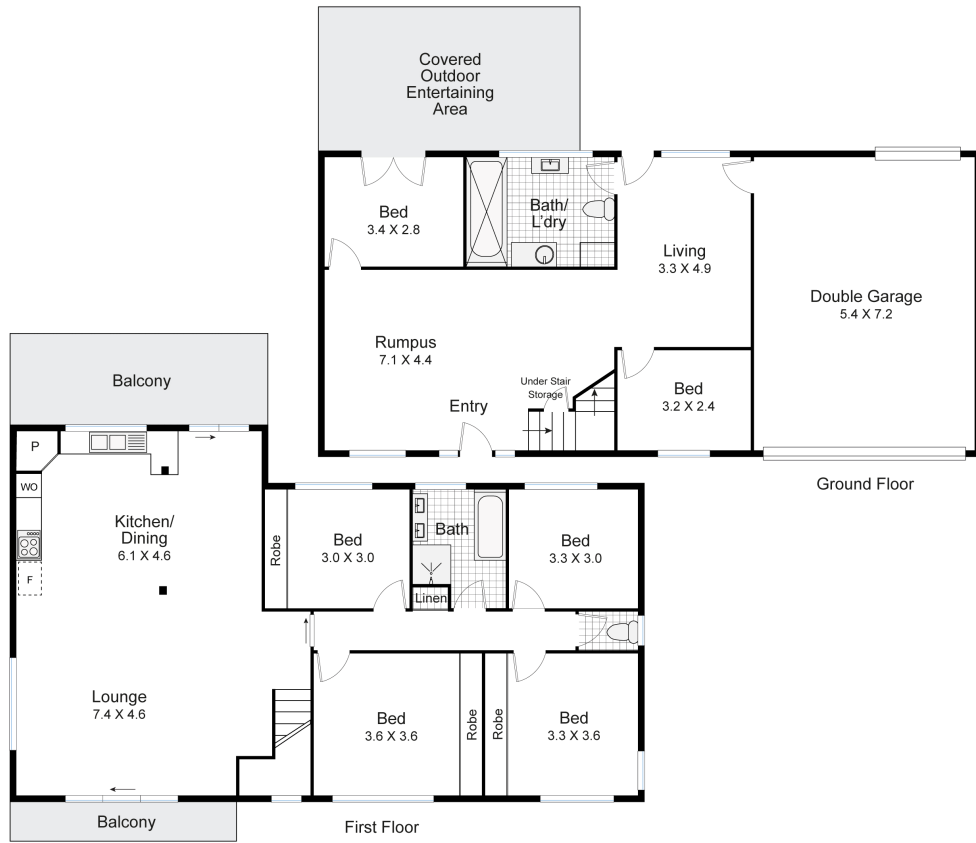 Covered
Outdoor
Entertaining
Area
Bed
3.4 X 2.8
Bath/
L'dry
Living
3.3 X 4.9
Double Garage
5.4 X 7.2
Rumpus
7.1 X 4.4
Under Stair
Storage
Entry
Bed
3.2 X 2.4
Ground Floor
Balcony
P
WO
F
Kitchen/
Dining
6.1 X 4.6
Robe
Bed
3.0 X 3.0
Bath
Linen
Bed
3.3 X 3.0
Lounge
7.4 X 4.6
Bed
3.6 X 3.6
Robe
Robe
Bed
3.3 X 3.6
Balcony
First Floor